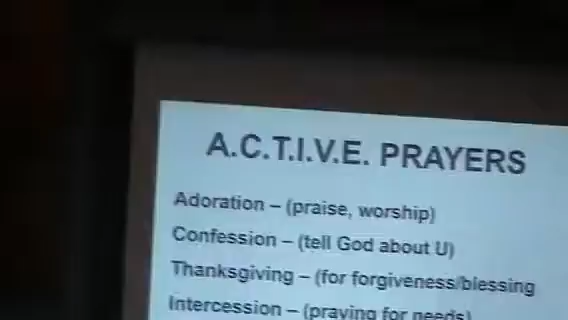 A.C.T.I.V.E. PRAYERS
Adoration – (praise, worship)
Confession – (tell God about U)
Thanksgiving – (for forgiveness/blessing
Intercession – (praying for needs)